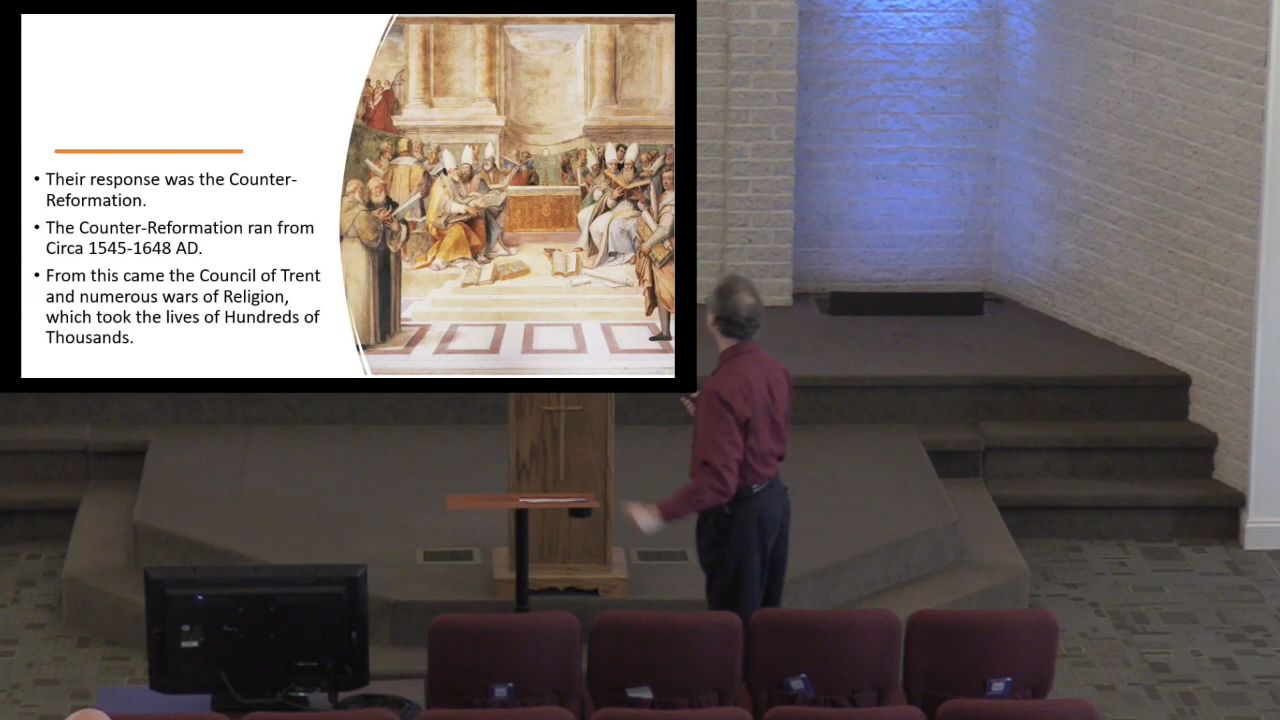 • Their response was the Counter-
Reformation.
• The Counter-Reformation ran from
Circa 1545-1648 AD.
• From this came the Council of Trent
and numerous wars of Religion,
which took the lives of Hundreds of
Thousands.